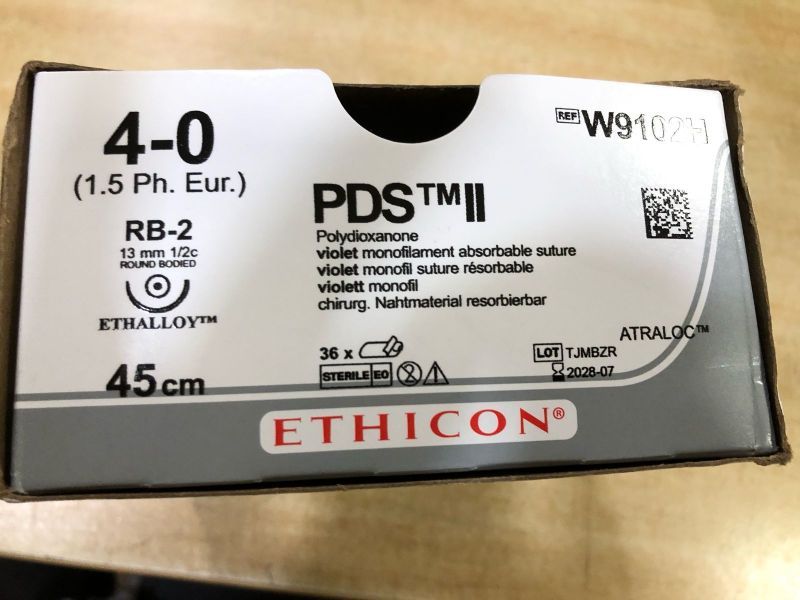 4-0
(1.5 Ph. Eur.)
RB-2
13 mm 1/2c
ROUND BODIED
ETHALLOY™
45cm
REF W9102H
PDS™II
Polydioxanone
violet monofilament absorbable suture
violet monofil suture résorbable
violett monofil
chirurg. Nahtmaterial resorbierbar
36 x
STERILE EO 2
ATRALOC™
LOT TJMBZR
2028-07
ETHICON®